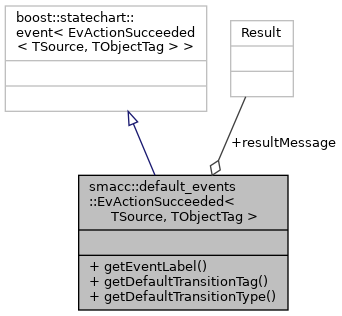 boost::statechart::
event< EvActionSucceeded
< TSource, TObjectTag > >
Result
+resultMessage
smacc::default_events
::EvActionSucceeded<
TSource, TObjectTag >
+ getEventLabel()
+ getDefaultTransitionTag()
+ getDefaultTransitionType()